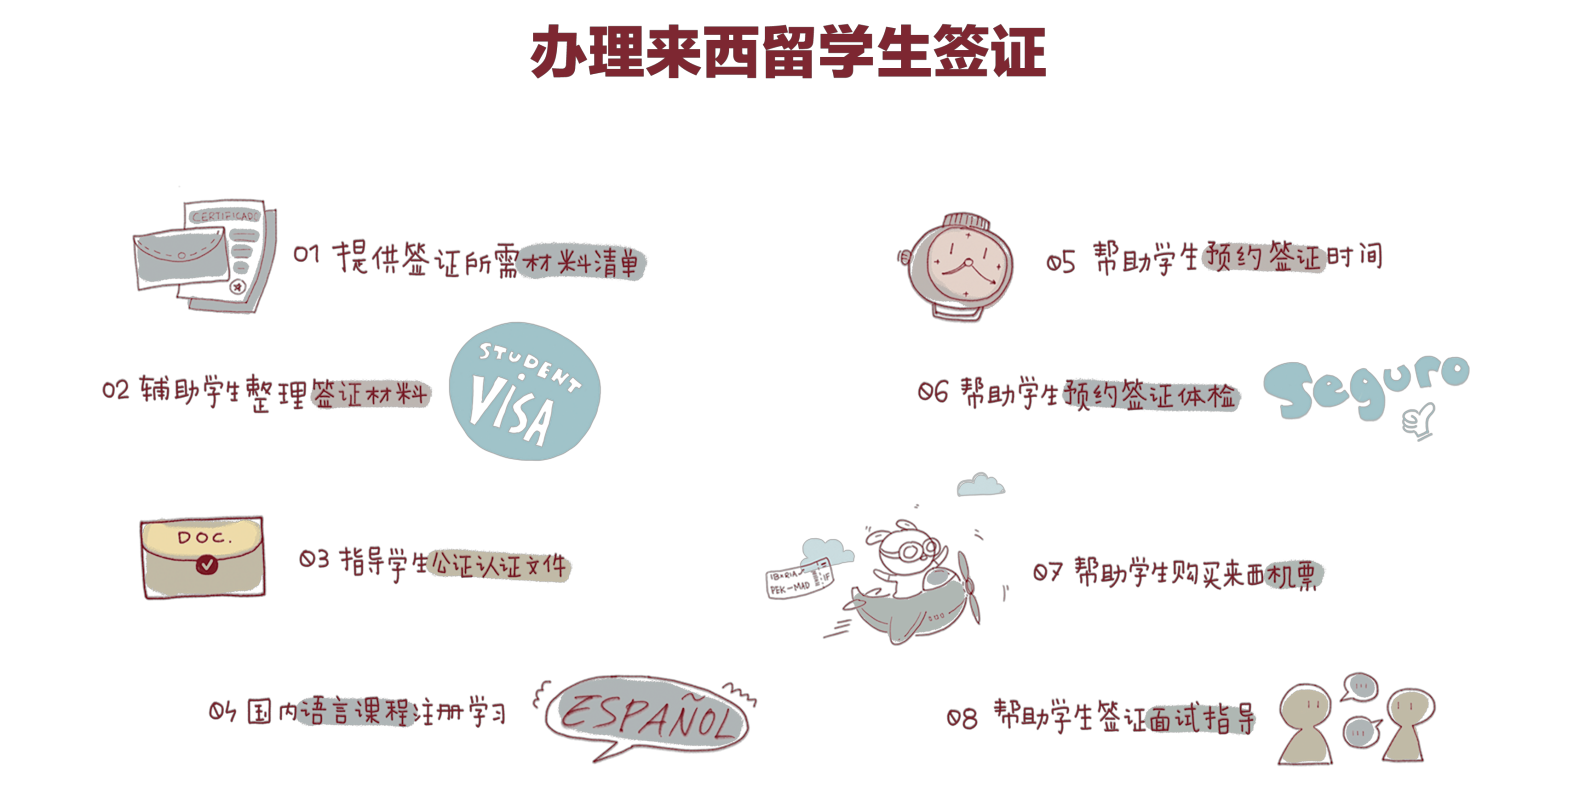 办理来西留学生签证
CERTIFICADO
01 提供签证所需材料清单
02 辅助学生整理签证材料
STUDENT
VISA
DOC.
03 指导学生公证认证文件
04 国内语言课程注册学习
ESPAÑOL
05 帮助学生预约签证时间
06 帮助学生预约签证体检
Seguro
IBERIA
PEK-MAD
07 帮助学生购买来西机票
08 帮助学生签证面试指导